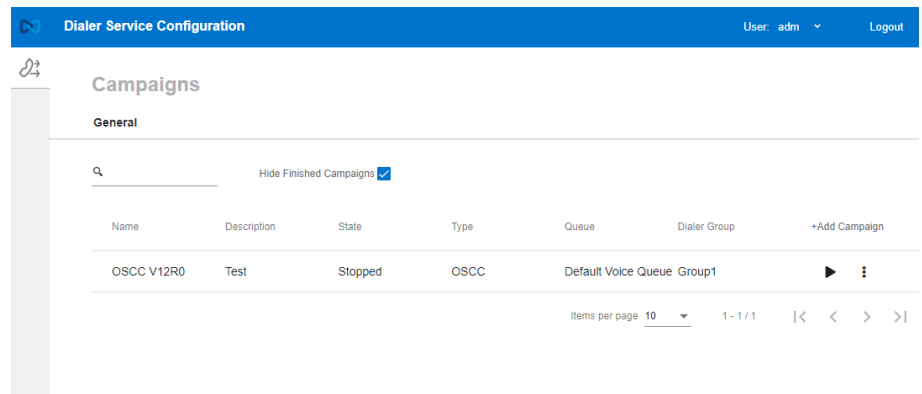 Dialer Service Configuration User: adm Logout
Campaigns
General
Hide Finished Campaigns
Name Description State Type Queue Dialer Group +Add Campaign
OSCC V12R0 Test Stopped OSCC Default Voice Queue Group1
Items per page 10 1 - 1 / 1